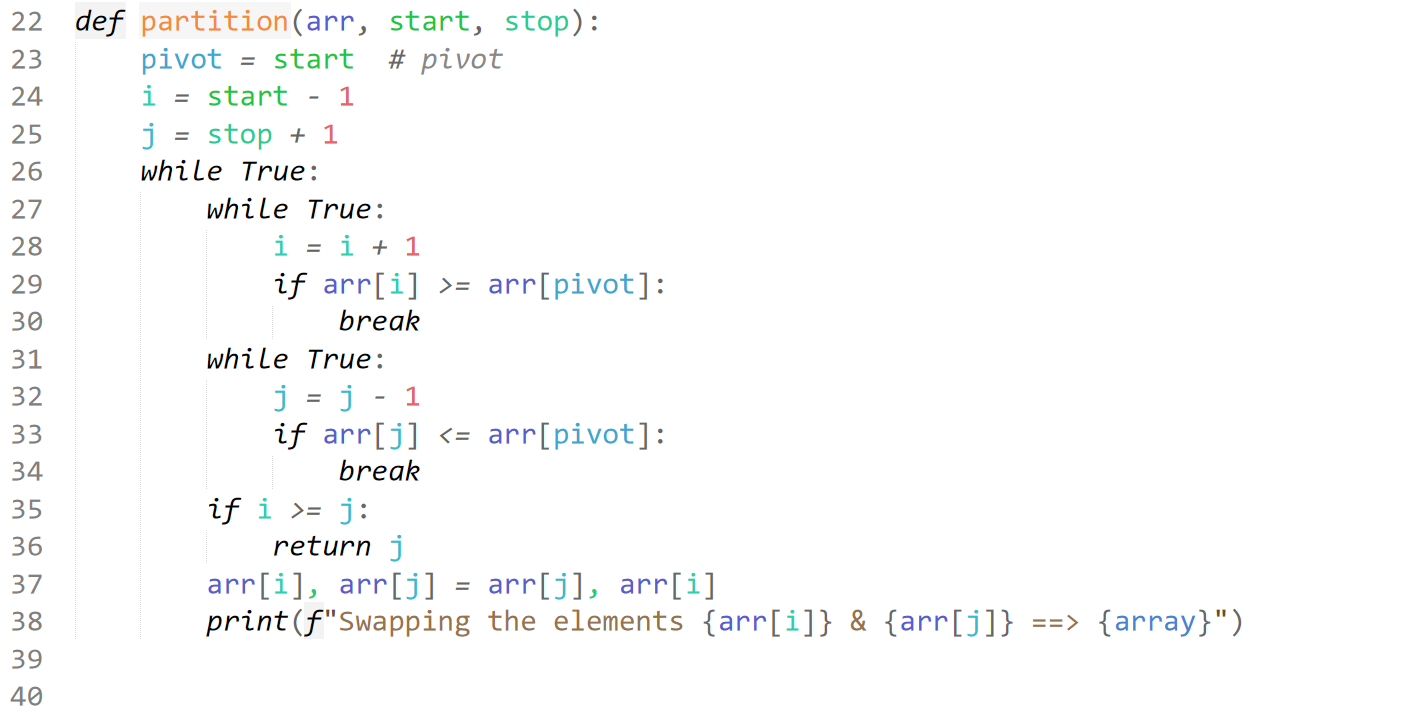 22 def partition(arr, start, stop):
23     pivot = start  # pivot
24     i = start - 1
25     j = stop + 1
26     while True:
27         while True:
28             i = i + 1
29             if arr[i] >= arr[pivot]:
30                 break
31         while True:
32             j = j - 1
33             if arr[j] <= arr[pivot]:
34                 break
35         if i >= j:
36             return j
37         arr[i], arr[j] = arr[j], arr[i]
38         print(f"Swapping the elements {arr[i]} & {arr[j]} ==> {array}")
39
40